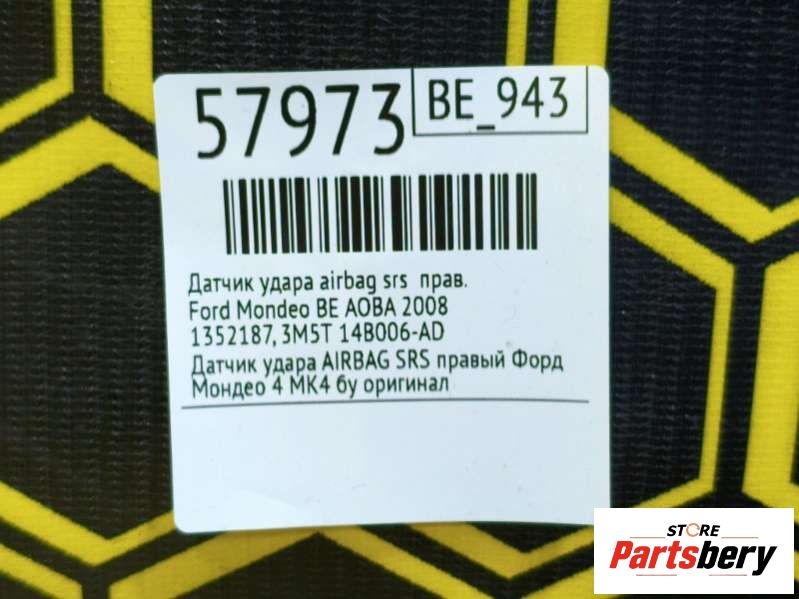 57973
BE_943
Датчик удара airbag srs прав.
Ford Mondeo BE AOBA 2008
1352187, 3M5T 14B006-AD
Датчик удара AIRBAG SRS правый Форд
Мондео 4 МК4 бу оригинал
STORE
Partsbery